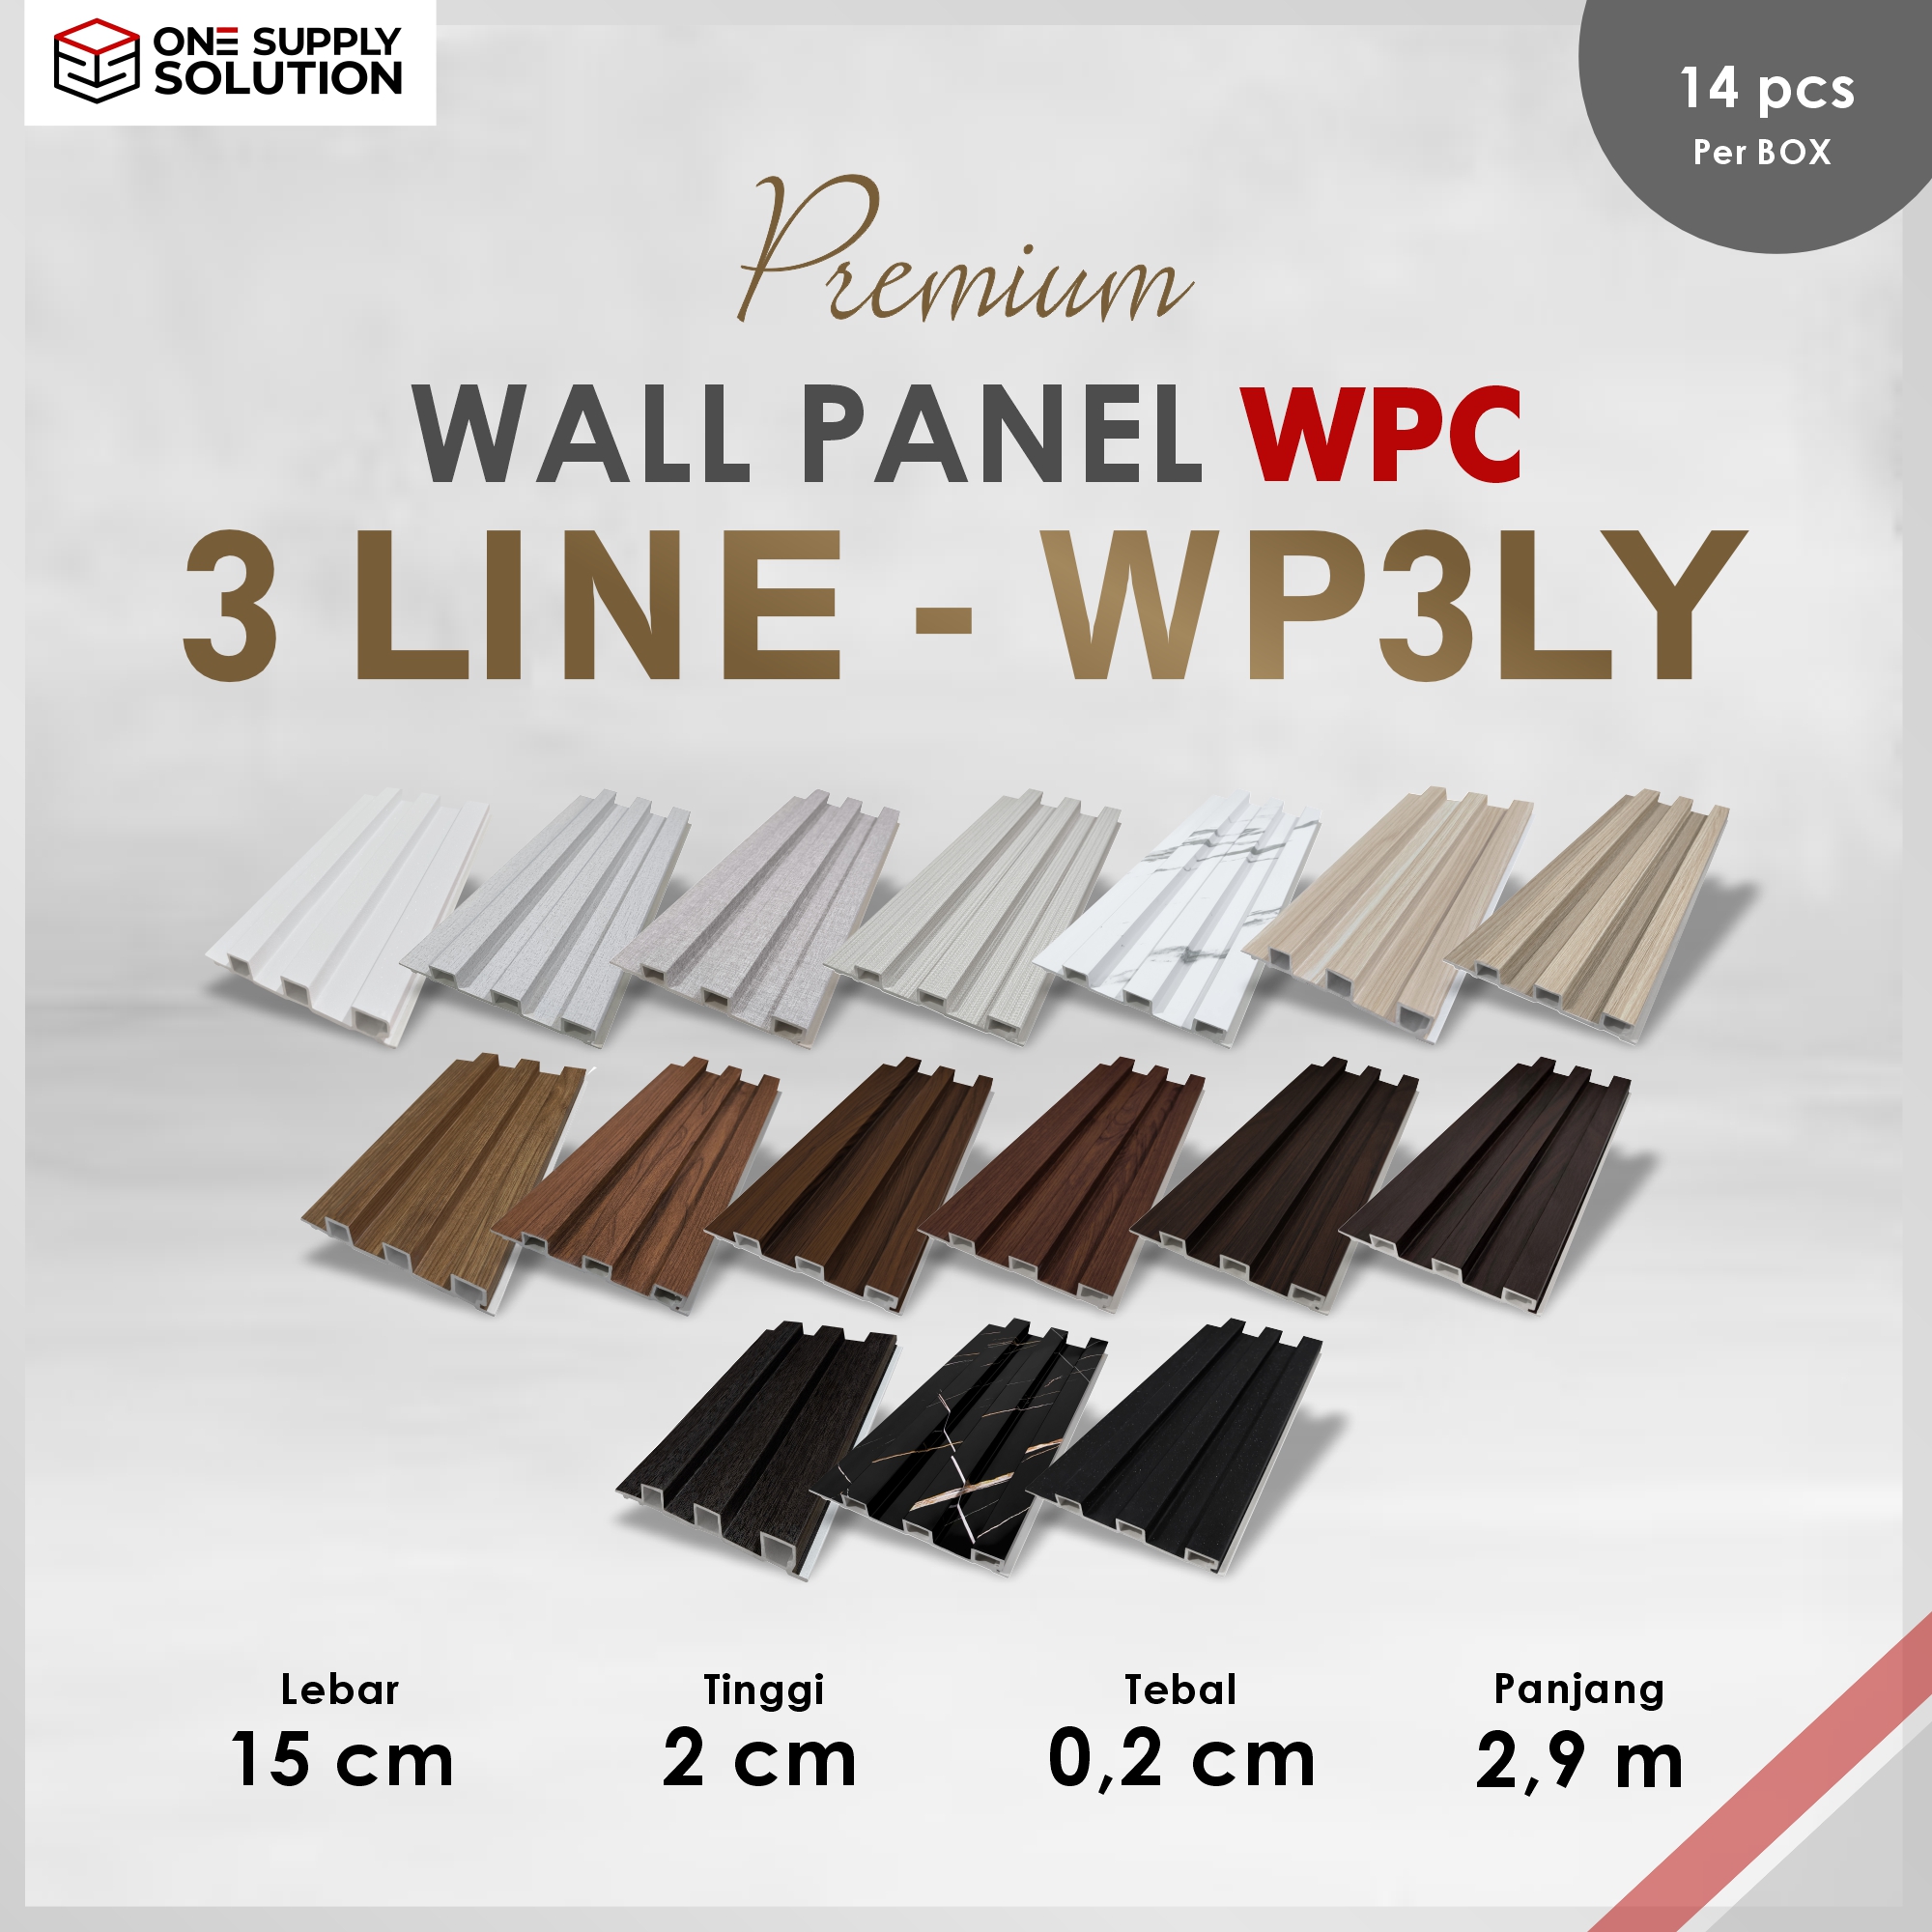 ONE SUPPLY
SOLUTION
14 pcs
Per BOX
Premium
WALL PANEL WPC
3 LINE - WP3LY
Lebar
15 cm
Tinggi
2 cm
Tebal
0,2 cm
Panjang
2,9 m